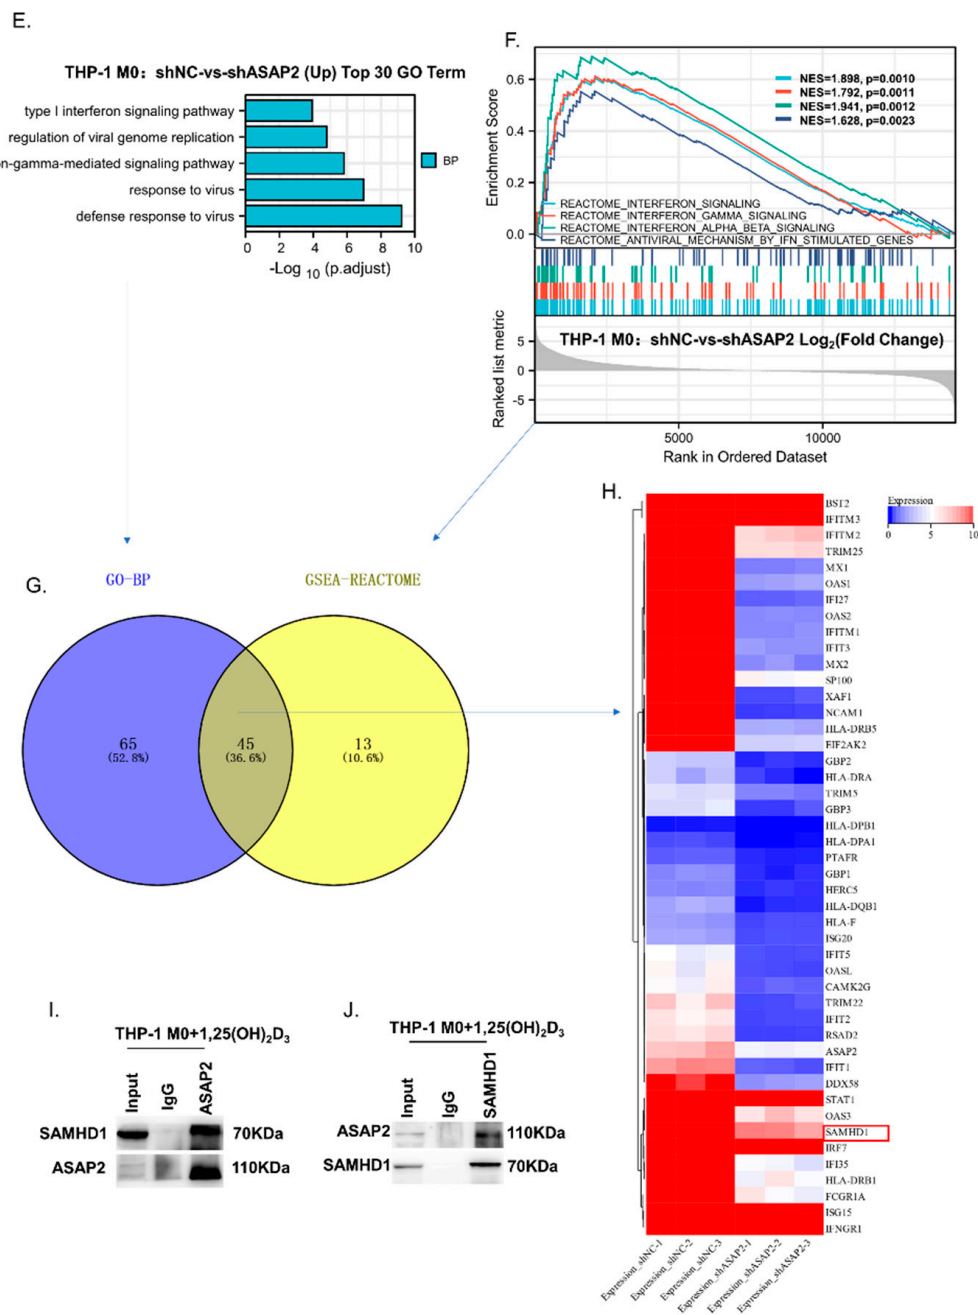 E.
THP-1 M0：shNC-vs-shASAP2 (Up) Top 30 GO Term
type I interferon signaling pathway
regulation of viral genome replication
on-gamma-mediated signaling pathway
response to virus
defense response to virus
BP
0 2 4 6 8 10
-Log 10 (p.adjust)
F.
Enrichment Score
0.6
0.4
0.2
0.0
NES=1.898, p=0.0010
NES=1.792, p=0.0011
NES=1.941, p=0.0012
NES=1.628, p=0.0023
REACTOME_INTERFERON_SIGNALING
REACTOME_INTERFERON_GAMMA_SIGNALING
REACTOME_INTERFERON_ALPHA_BETA_SIGNALING
REACTOME_ANTIVIRAL_MECHANISM_BY_IFN_STIMULATED_GENES
Ranked list metric
5
0
-5
THP-1 M0：shNC-vs-shASAP2 Log2(Fold Change)
5000 10000
Rank in Ordered Dataset
G.
GO-BP
GSEA-REACTOME
65
(52.8%)
45
(36.6%)
13
(10.6%)
H.
Expression
0 5 10
BST2
IFITM3
IFITM2
TRIM25
MX1
OAS1
IFI27
OAS2
IFITM1
IFIT3
MX2
SP100
XAF1
NCAM1
HLA-DRB5
EIF2AK2
GBP2
HLA-DRA
TRIM5
GBP3
HLA-DPB1
HLA-DPA1
PTAFR
GBP1
HERC5
HLA-DQB1
HLA-F
ISG20
IFIT5
OASL
CAMK2G
TRIM22
IFIT2
RSAD2
ASAP2
IFIT1
DDX58
STAT1
OAS3
SAMHD1
IRF7
IFI35
HLA-DRB1
FCGR1A
ISG15
IFNGR1
Expression_shNC-1
Expression_shNC-2
Expression_shNC-3
Expression_shASAP2-1
Expression_shASAP2-2
Expression_shASAP2-3
I.
THP-1 M0+1,25(OH)2D3
Input
IgG
ASAP2
SAMHD1
70KDa
ASAP2
110KDa
J.
THP-1 M0+1,25(OH)2D3
Input
IgG
SAMHD1
ASAP2
110KDa
SAMHD1
70KDa